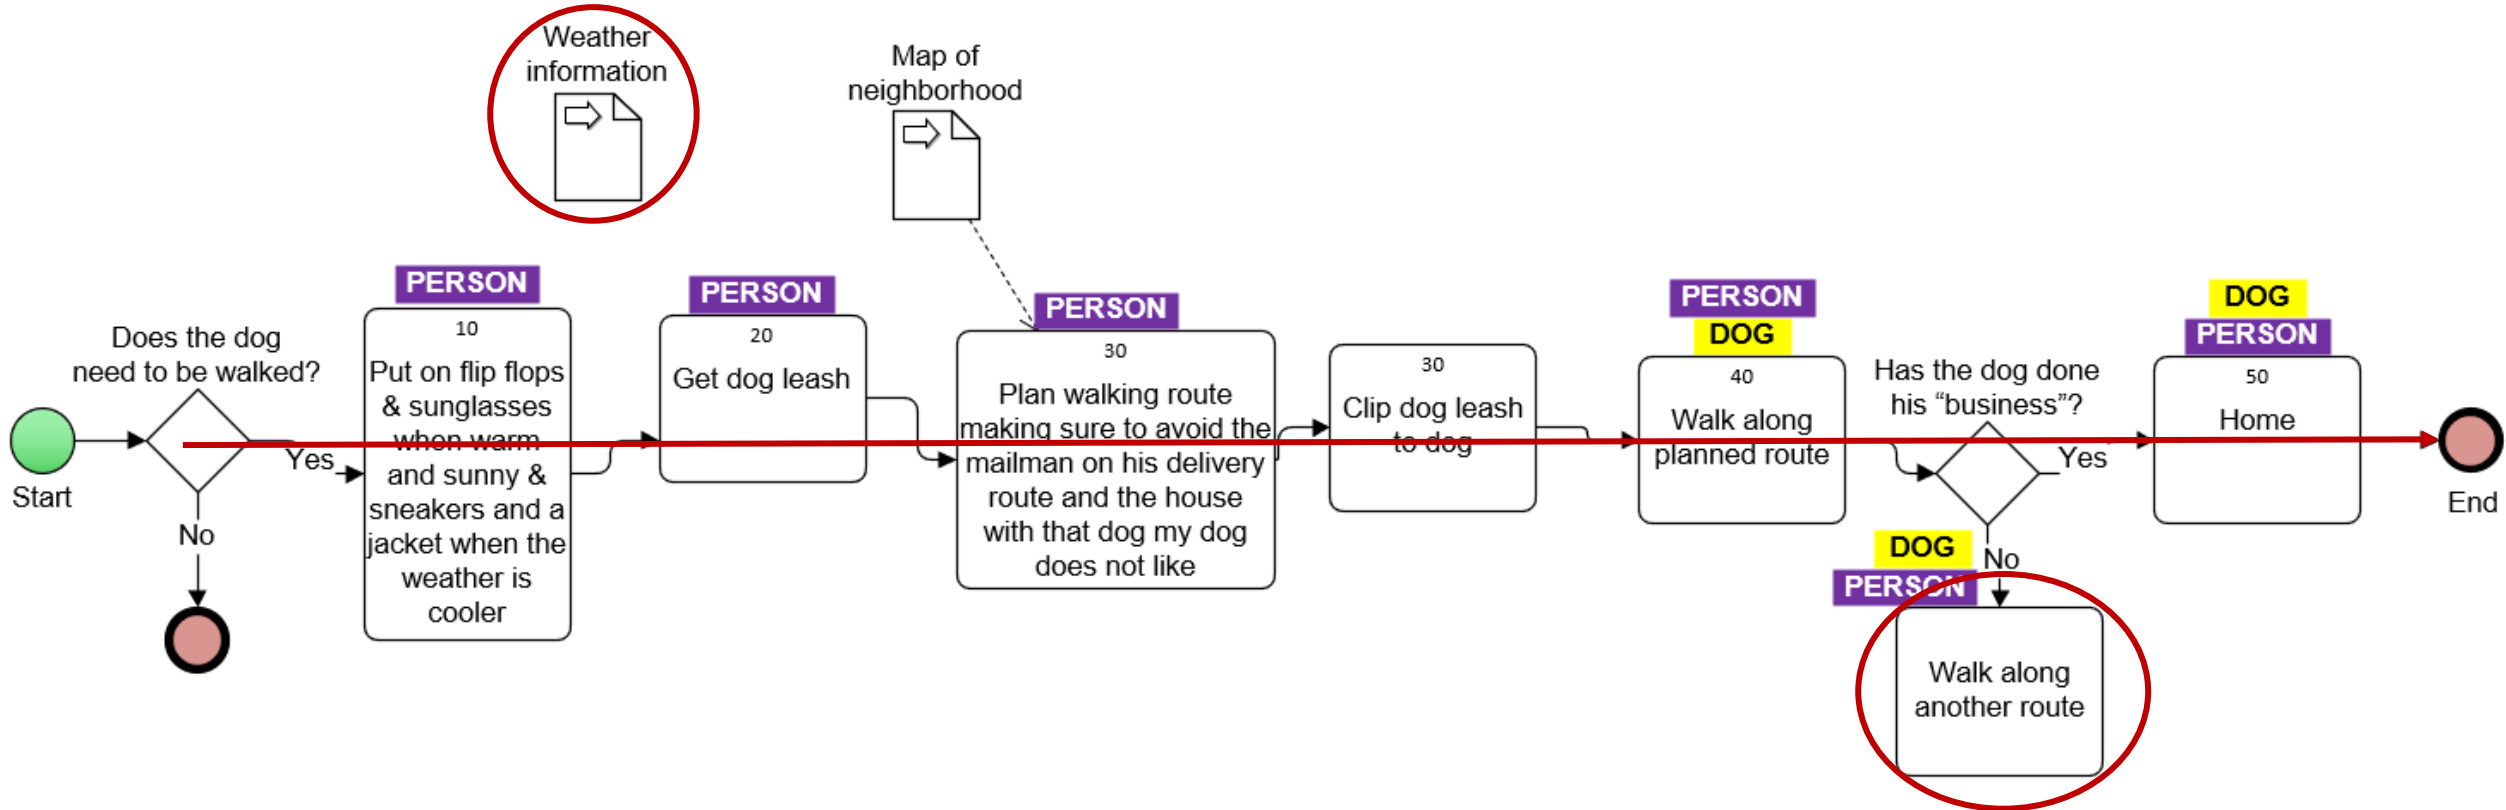 Weather
information
Map of
neighborhood
Start
Does the dog
need to be walked?
Yes
No
PERSON
10
Put on flip flops
& sunglasses
when warm
and sunny &
sneakers and a
jacket when the
weather is
cooler
PERSON
20
Get dog leash
PERSON
30
Plan walking route
making sure to avoid the
mailman on his delivery
route and the house
with that dog my dog
does not like
30
Clip dog leash
to dog
PERSON
DOG
40
Walk along
planned route
Has the dog done
his “business”?
Yes
No
DOG
PERSON
Walk along
another route
DOG
PERSON
50
Home
End